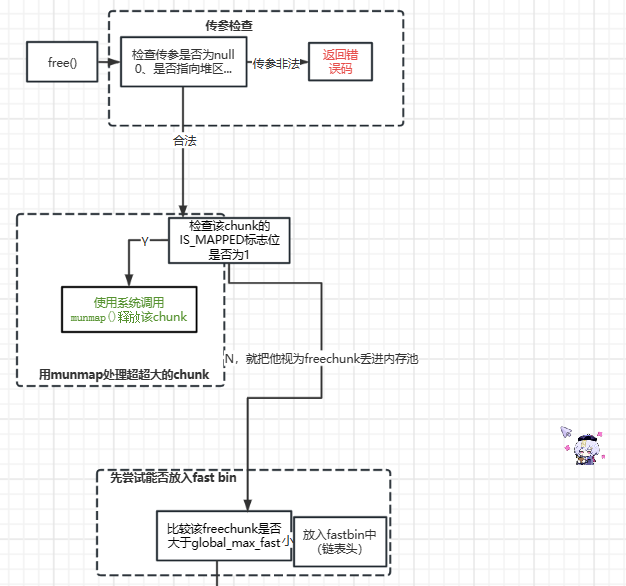 传参检查
free()
检查传参是否为null
0、是否指向堆区...
传参非法
返回错
误码
合法
检查该chunk的
IS_MAPPED标志位
是否为1
Y
使用系统调用
munmap()释放该chunk
用munmap处理超超大的chunk
N，就把他视为freechunk丢进内存池
先尝试能否放入fast bin
比较该freechunk是否
大于global_max_fast
小
放入fastbin中
（链表头）